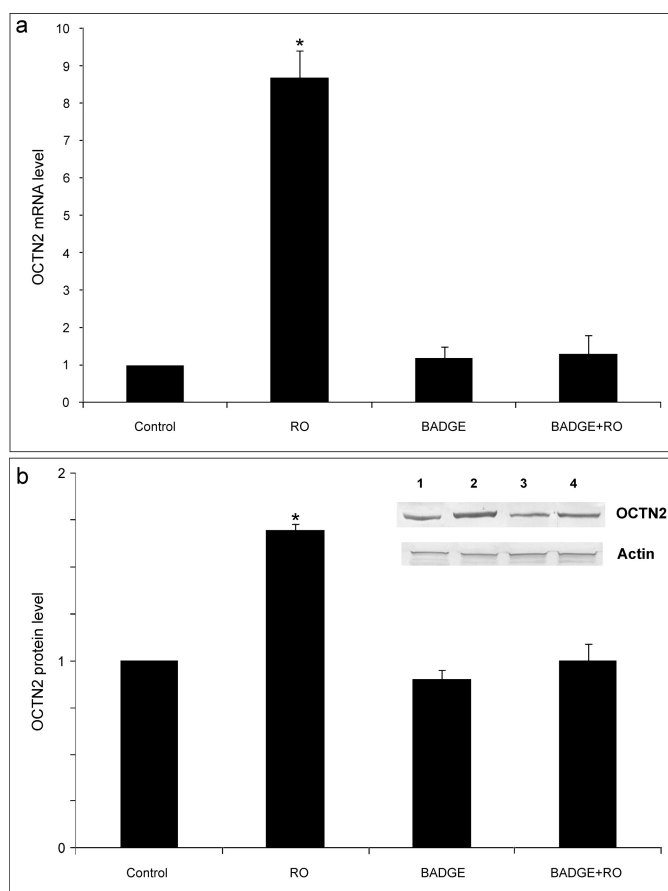 a
OCTN2 mRNA level
10
9
8
7
6
5
4
3
2
1
0
*
Control
RO
BADGE
BADGE+RO
b
OCTN2 protein level
2
1
0
*
1 2 3 4
OCTN2
Actin
Control
RO
BADGE
BADGE+RO